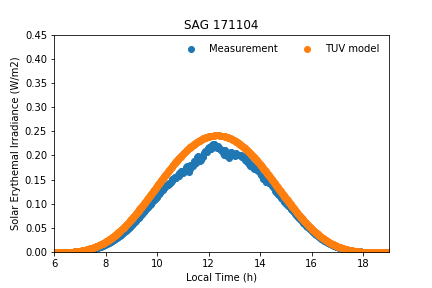 SAG 171104
Measurement TUV model
Solar Erythemal Irradiance (W/m2)
0.45
0.40
0.35
0.30
0.25
0.20
0.15
0.10
0.05
0.00
6 8 10 12 14 16 18
Local Time (h)